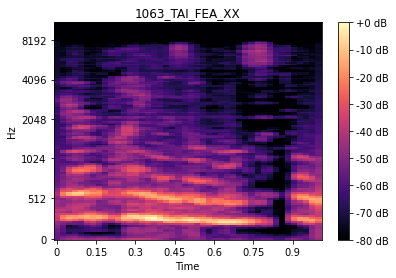 1063_TAI_FEA_XX
+0 dB
8192
-10 dB
4096
-20 dB
-30 dB
2048
Hz
-40 dB
1024
-50 dB
512
-60 dB
-70 dB
0
-80 dB
0 0.15 0.3 0.45 0.6 0.75 0.9
Time